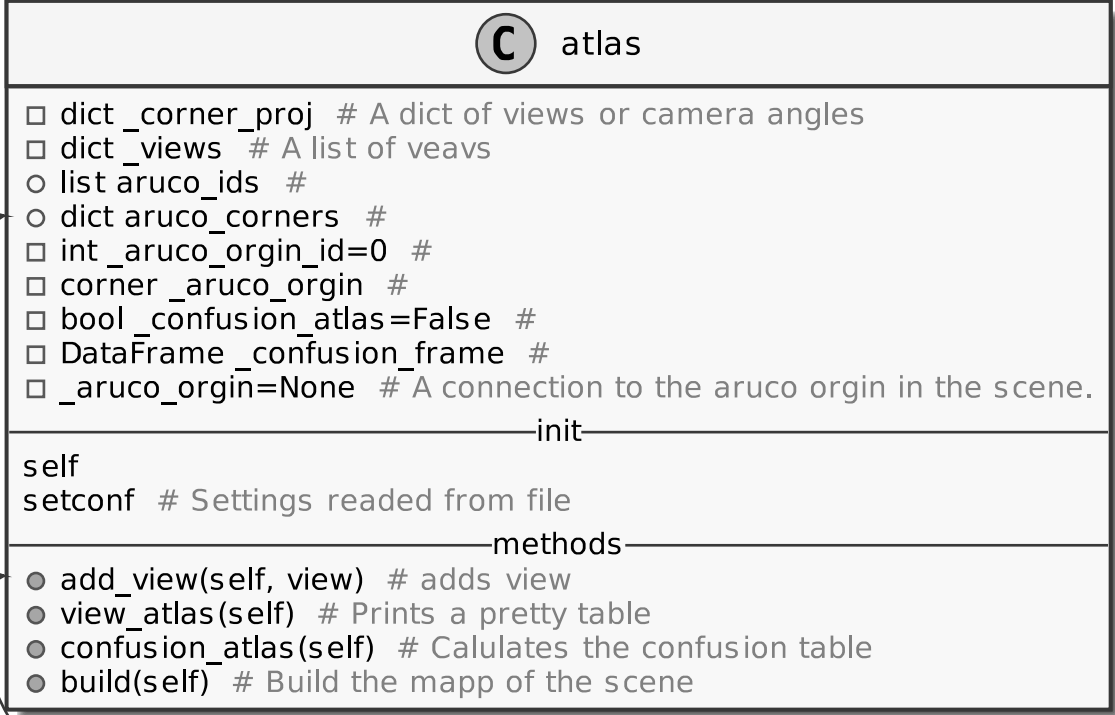 C atlas
dict _corner_proj # A dict of views or camera angles
dict _views # A list of veavs
list aruco_ids #
dict aruco_corners #
int _aruco_orgin_id=0 #
corner _aruco_orgin #
bool _confusion_atlas=False #
DataFrame _confusion_frame #
_aruco_orgin=None # A connection to the aruco orgin in the scene.
init
self
setconf # Settings readed from file
methods
add_view(self, view) # adds view
view_atlas(self) # Prints a pretty table
confusion_atlas(self) # Calulates the confusion table
build(self) # Build the mapp of the scene